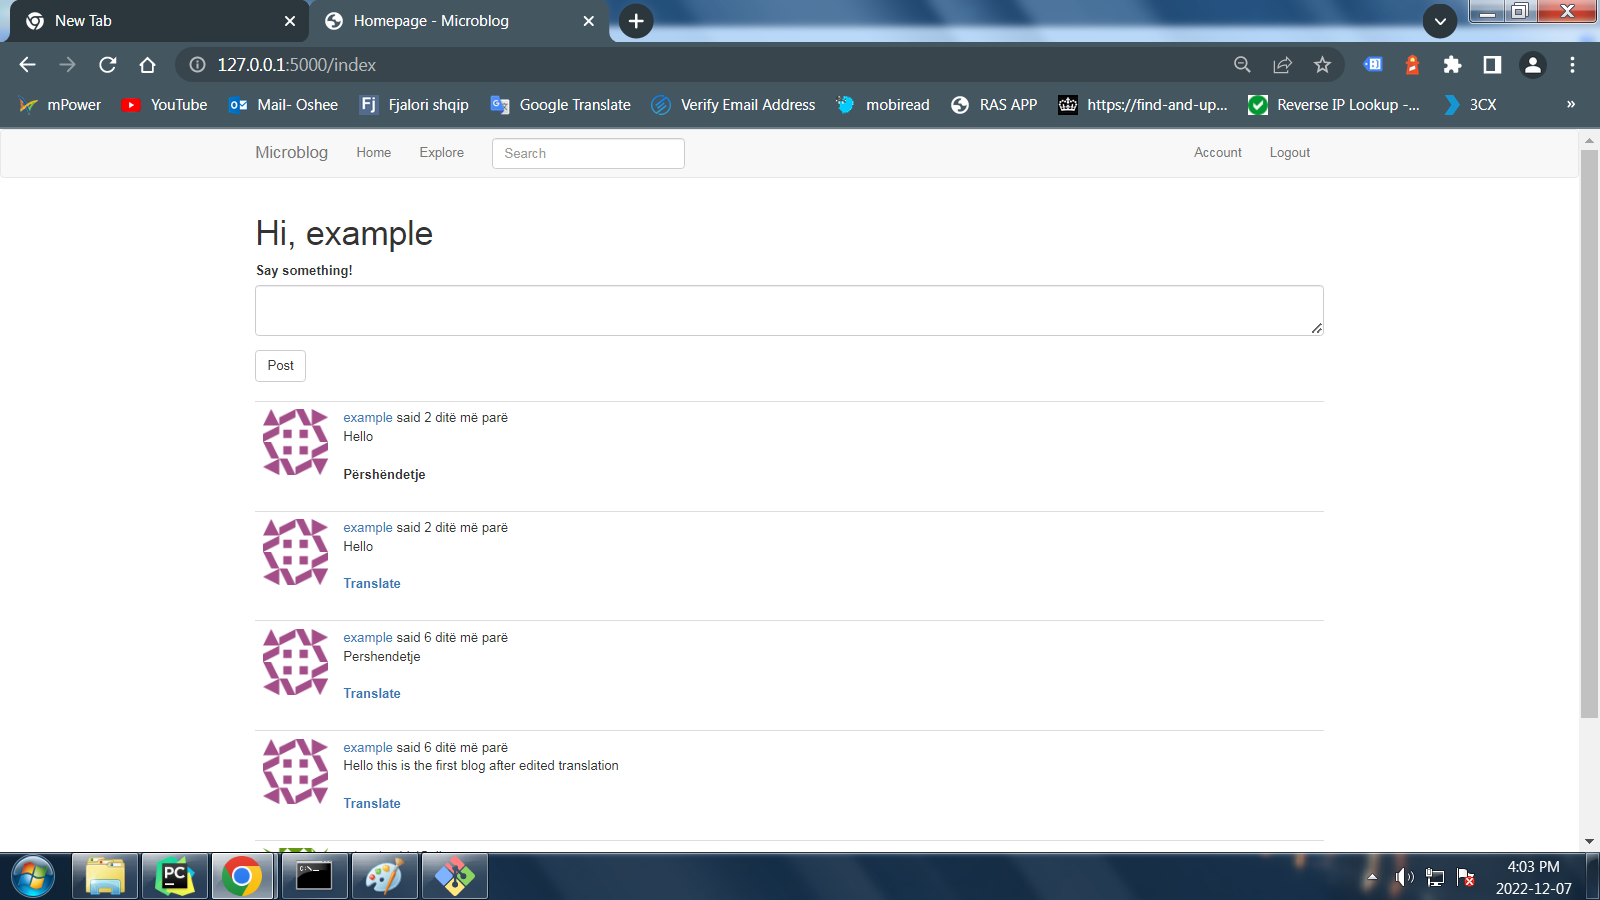 New Tab
Homepage - Microblog
127.0.0.1:5000/index
mPower YouTube Mail- Oshee Fjalori shqip Google Translate Verify Email Address mobiread RAS APP https://find-and-up... Reverse IP Lookup -... 3CX »
Microblog Home Explore Search Account Logout
Hi, example
Say something!
Post
example said 2 ditë më parë
Hello
Përshëndetje
example said 2 ditë më parë
Hello
Translate
example said 6 ditë më parë
Pershendetje
Translate
example said 6 ditë më parë
Hello this is the first blog after edited translation
Translate
4:03 PM
2022-12-07